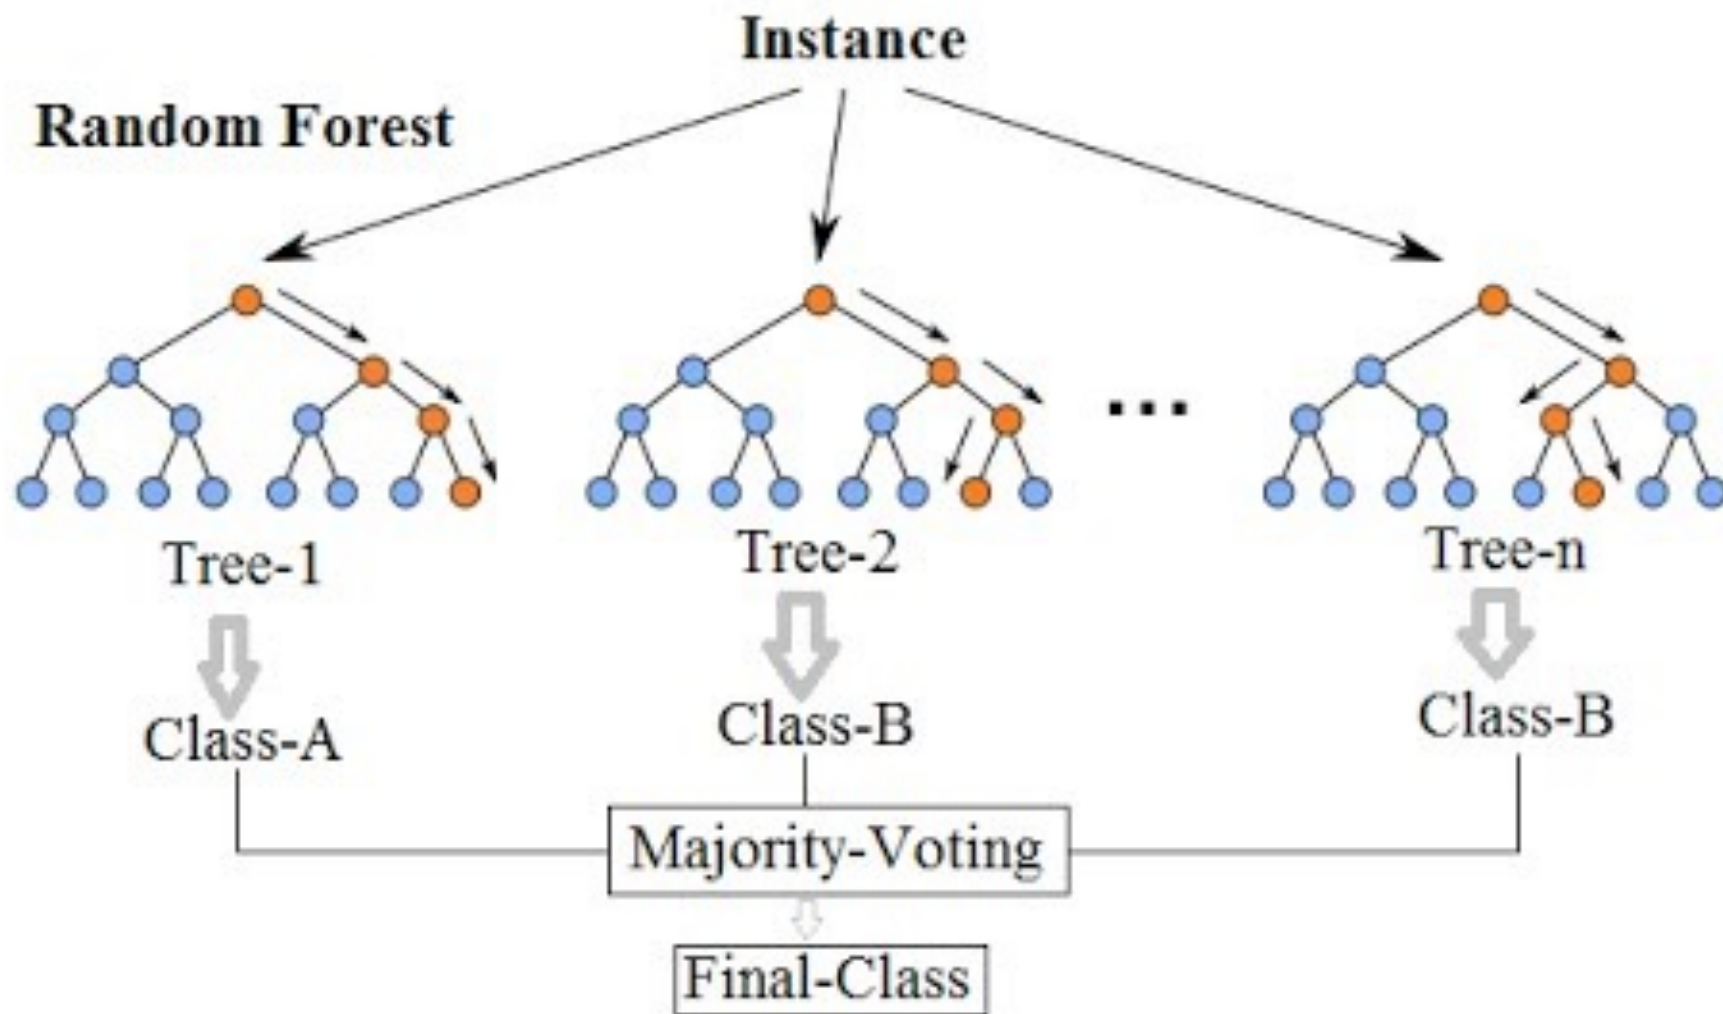 Instance
Random Forest
...
Tree-1
Tree-2
Tree-n
Class-A
Class-B
Class-B
Majority-Voting
Final-Class